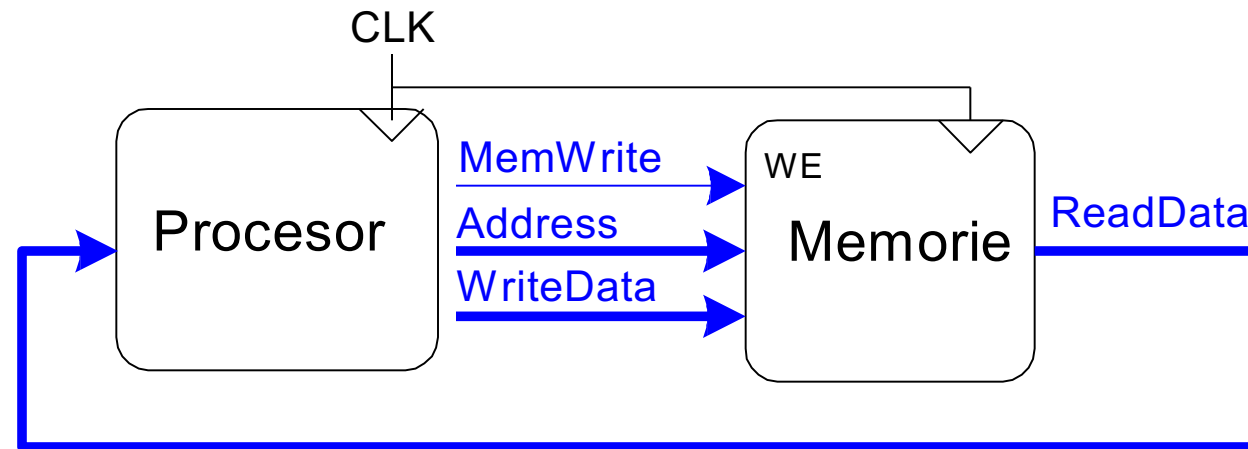 CLK
MemWrite
WE
Address
ReadData
Procesor
Memorie
WriteData